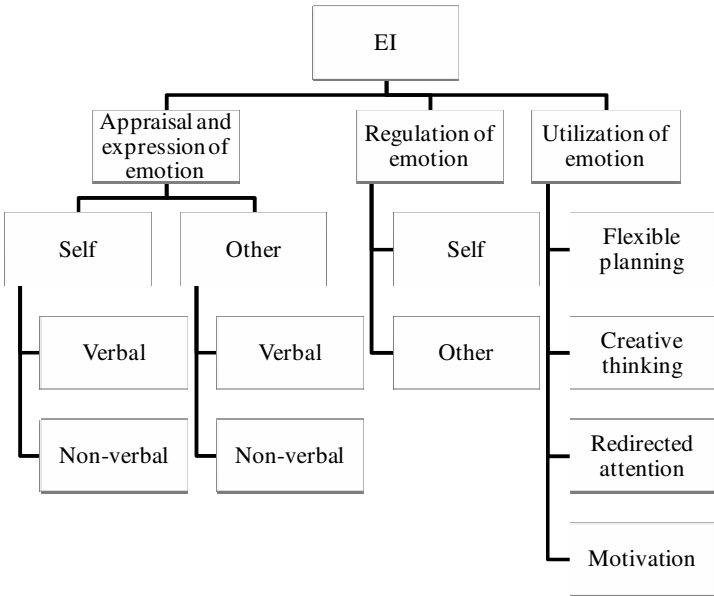 EI
Appraisal and
expression of
emotion
Regulation of
emotion
Utilization of
emotion
Self
Other
Self
Flexible
planning
Verbal
Verbal
Other
Creative
thinking
Non-verbal
Non-verbal
Redirected
attention
Motivation